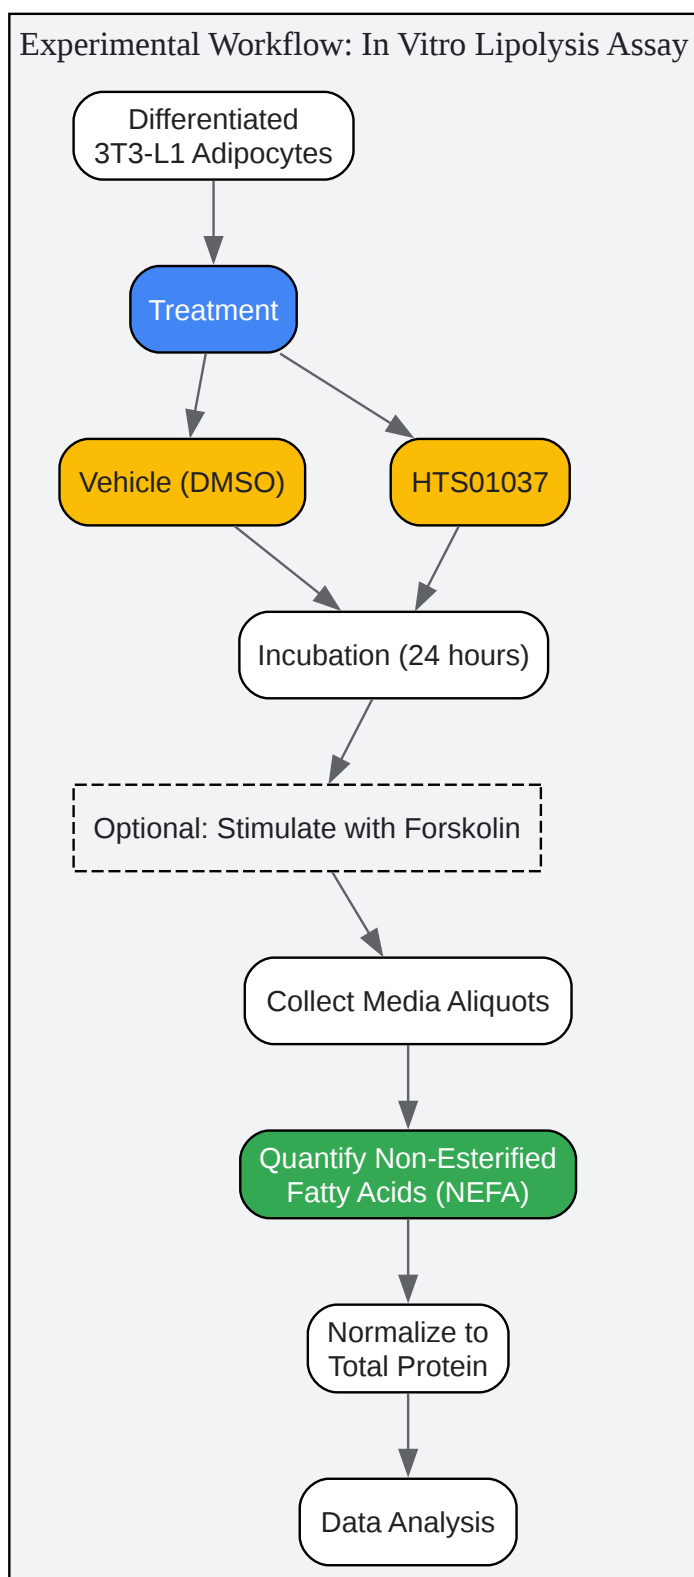 Experimental Workflow: In Vitro Lipolysis Assay
Differentiated
3T3-L1 Adipocytes
Treatment
Vehicle (DMSO)
HTS01037
Incubation (24 hours)
Optional: Stimulate with Forskolin
Collect Media Aliquots
Quantify Non-Esterified
Fatty Acids (NEFA)
Normalize to
Total Protein
Data Analysis